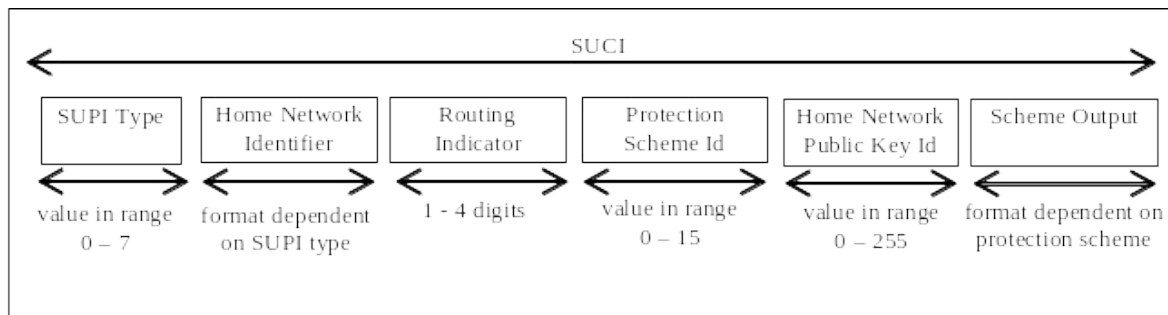 SUCI
SUPI Type
Home Network
Identifier
Routing
Indicator
Protection
Scheme Id
Home Network
Public Key Id
Scheme Output
value in range
0 – 7
format dependent
on SUPI type
1 - 4 digits
value in range
0 – 15
value in range
0 – 255
format dependent on
protection scheme